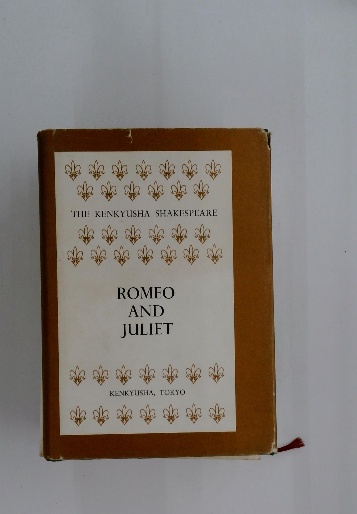 THE KENKYUSHA SHAKESPEARE
ROMEO
AND
JULIET
KENKYUSHA, TOKYO